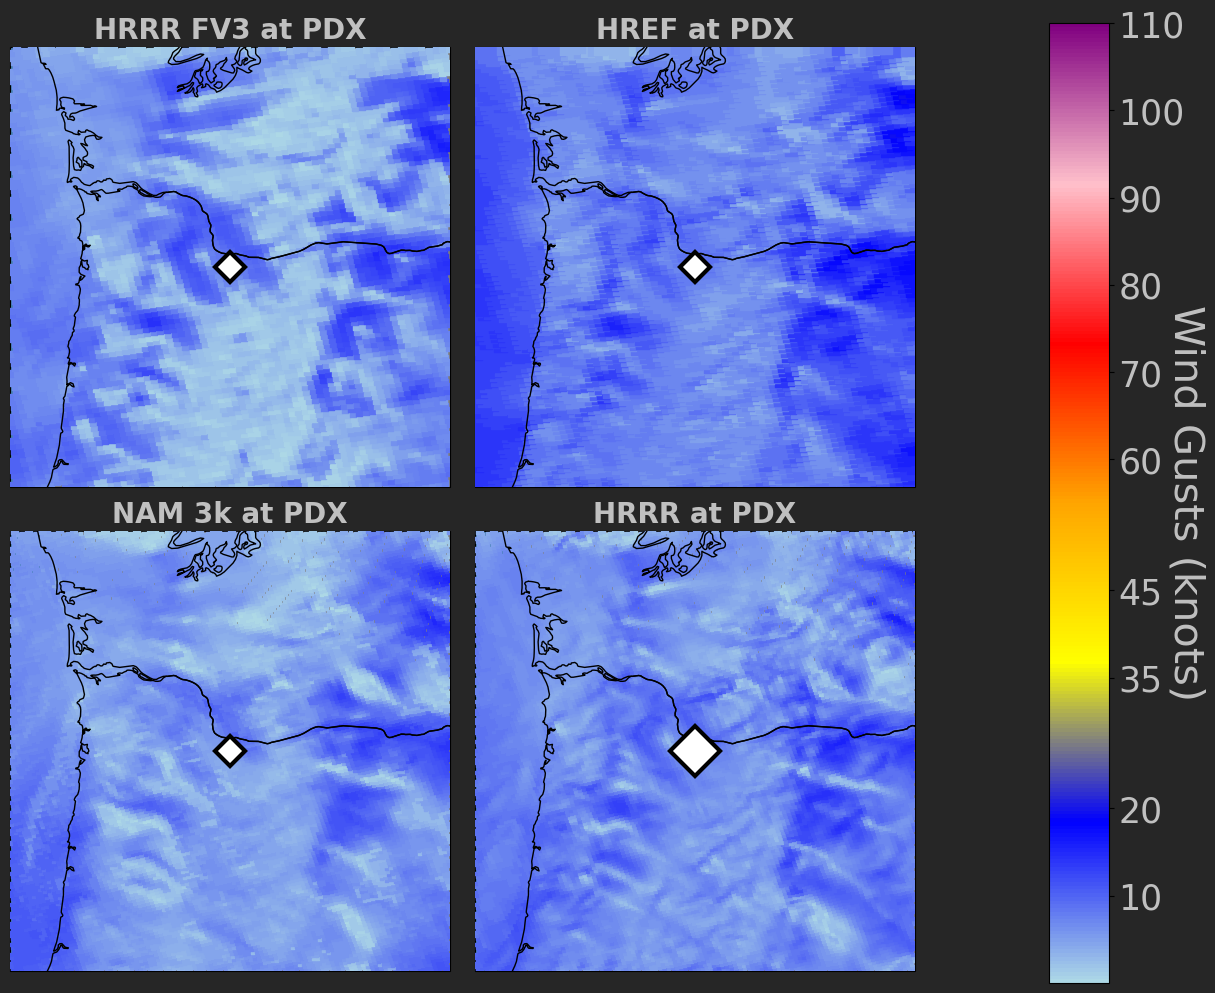 HRRR FV3 at PDX
HREF at PDX
NAM 3k at PDX
HRRR at PDX
110
100
90
80
70
60
45
35
20
10
Wind Gusts (knots)